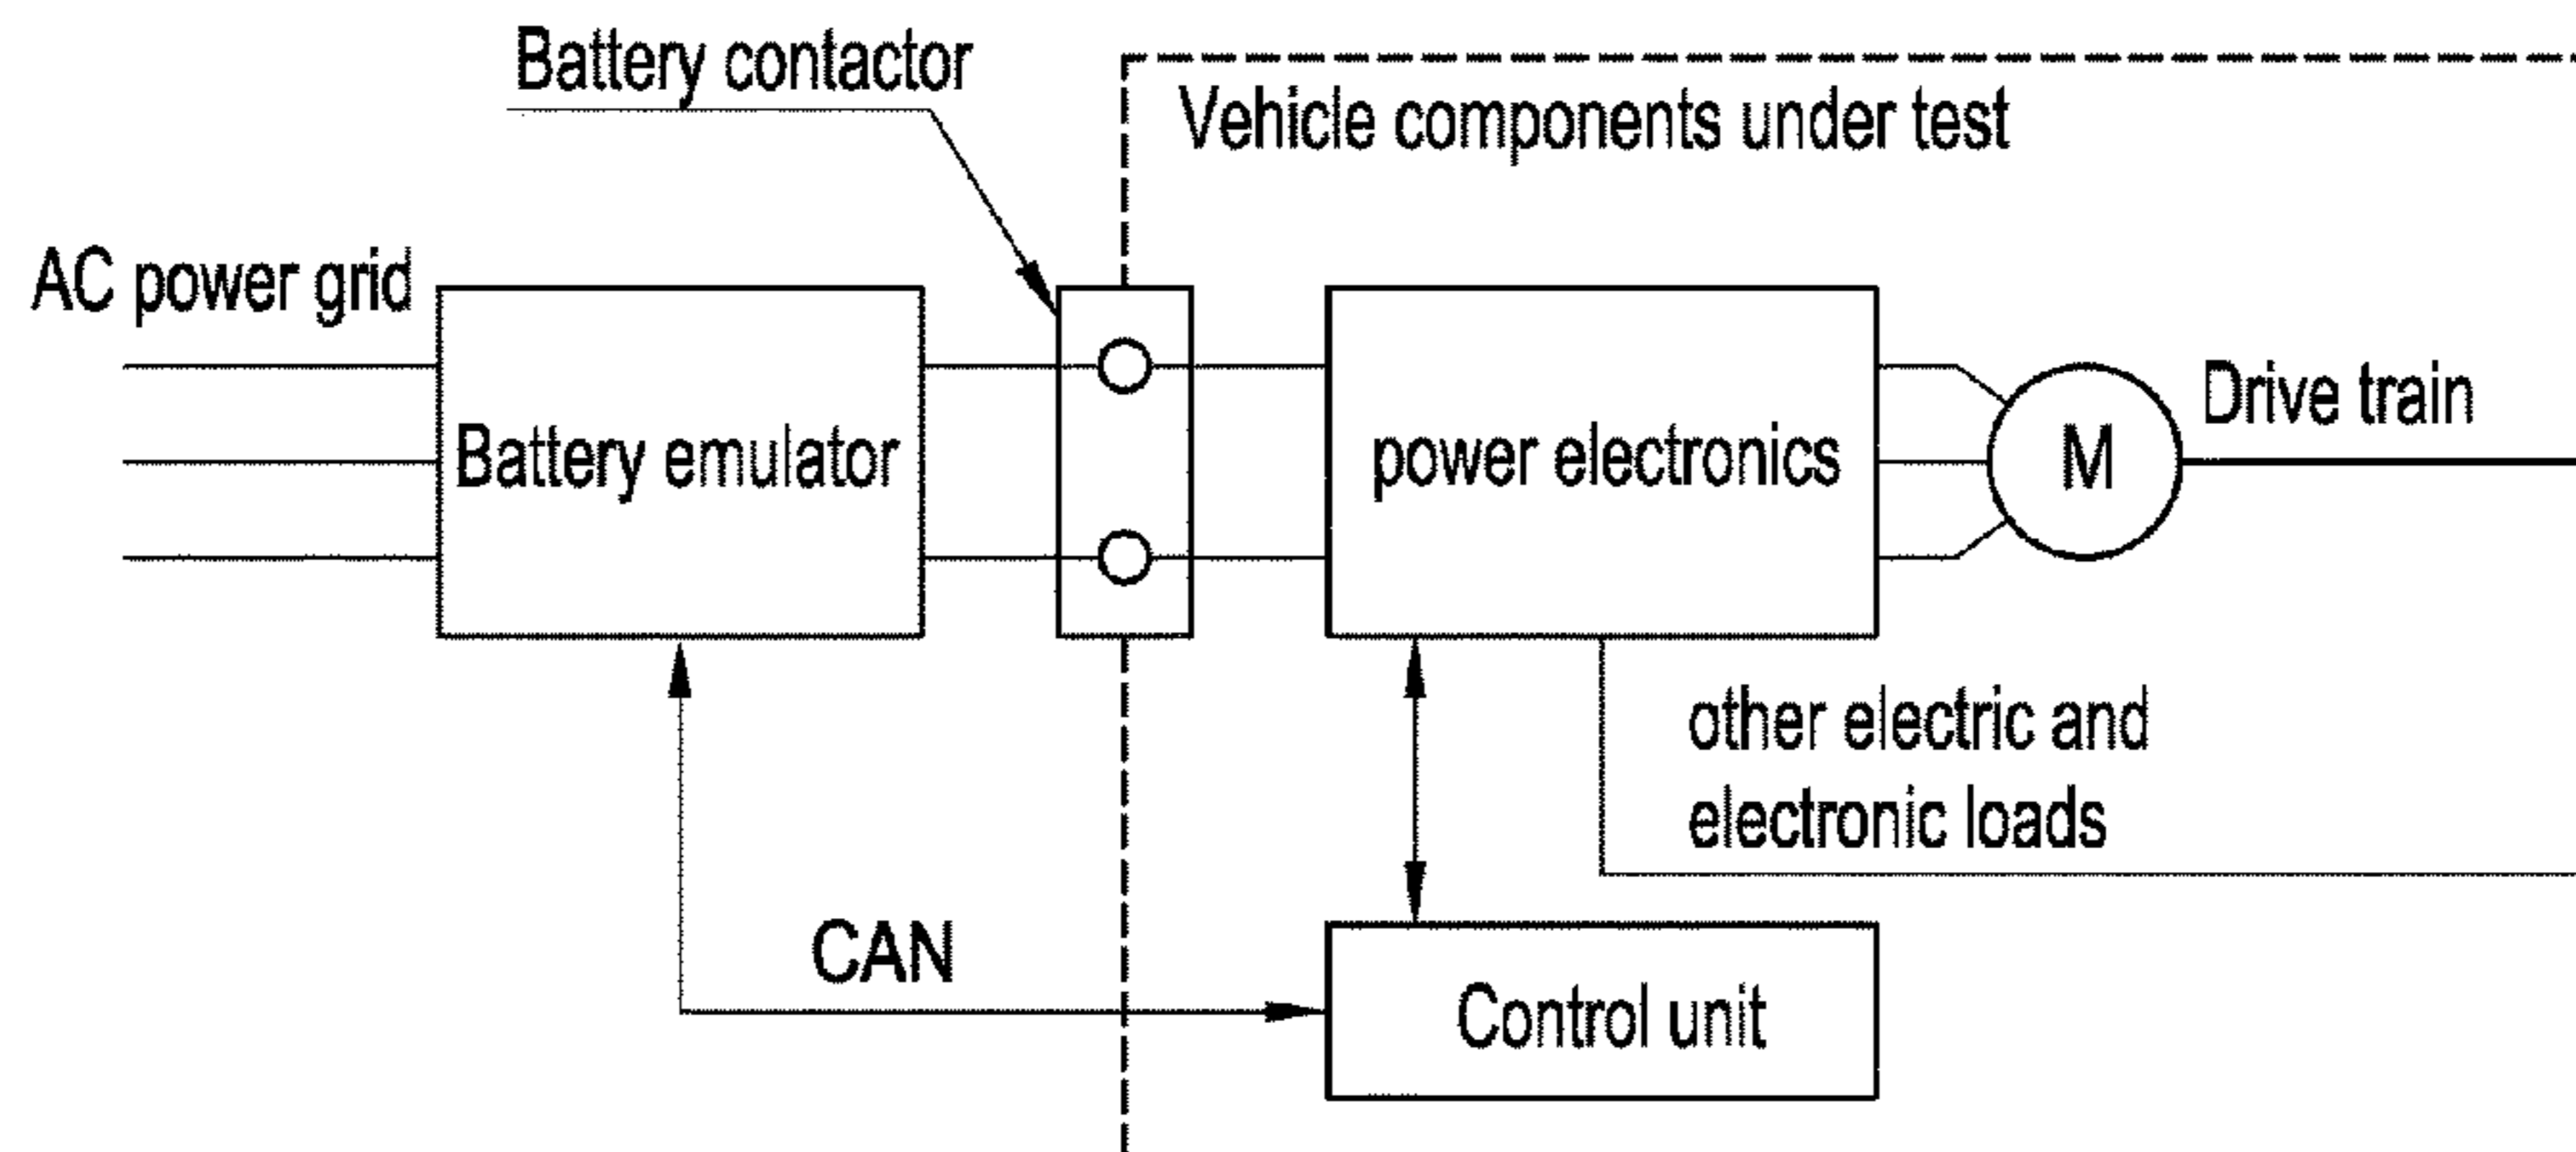 Battery contactor
Vehicle components under test
AC power grid
Battery emulator
power electronics
M
Drive train
other electric and
electronic loads
CAN
Control unit